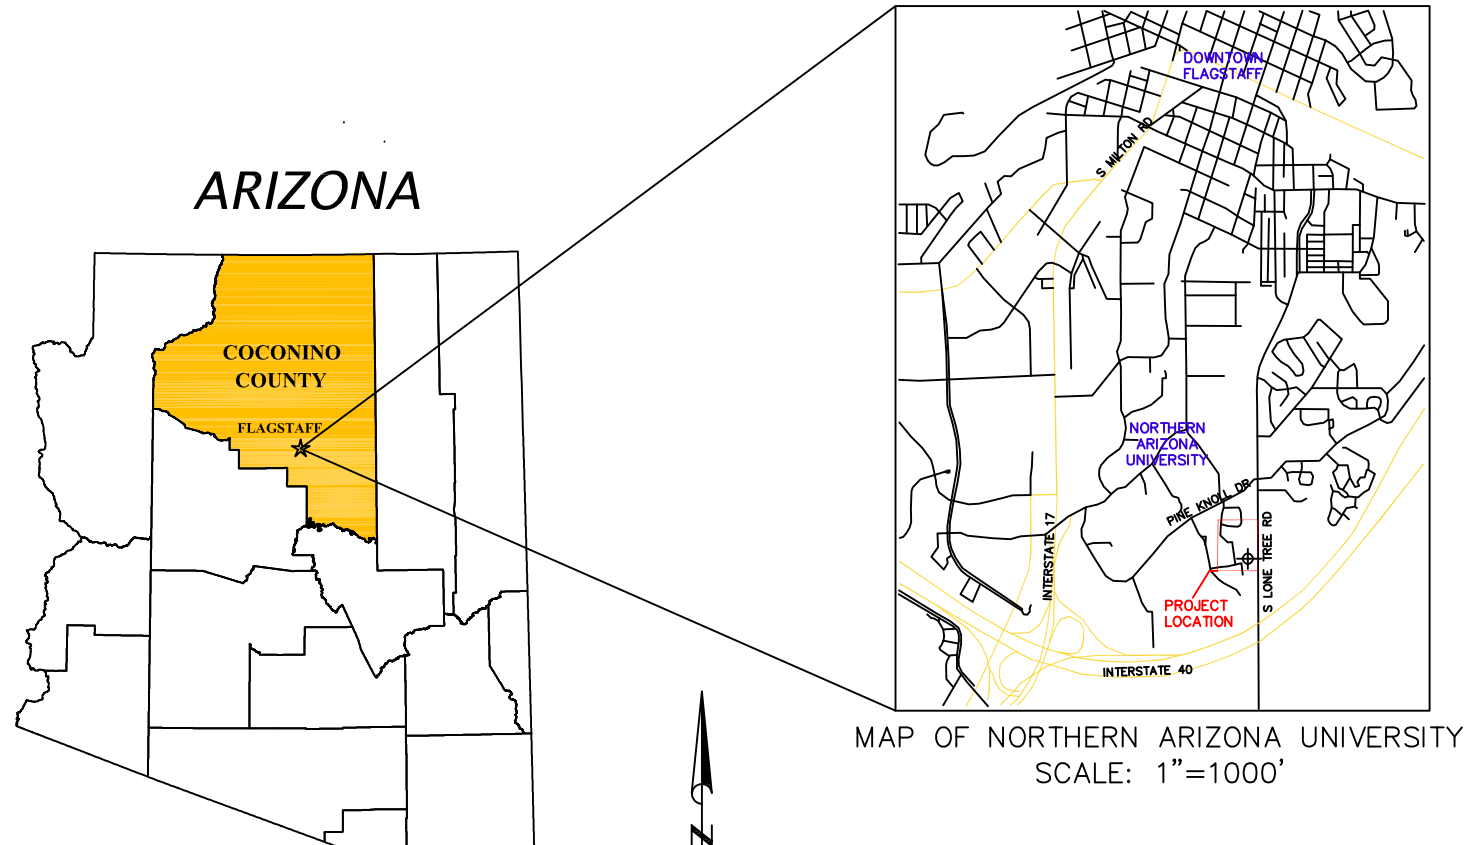 ARIZONA
COCONINO
COUNTY
FLAGSTAFF
DOWNTOWN
FLAGSTAFF
S MILTON RD
NORTHERN
ARIZONA
UNIVERSITY
PINE KNOLL DR
INTERSTATE 17
S LONE TREE RD
PROJECT
LOCATION
INTERSTATE 40
MAP OF NORTHERN ARIZONA UNIVERSITY
SCALE: 1"=1000'
N